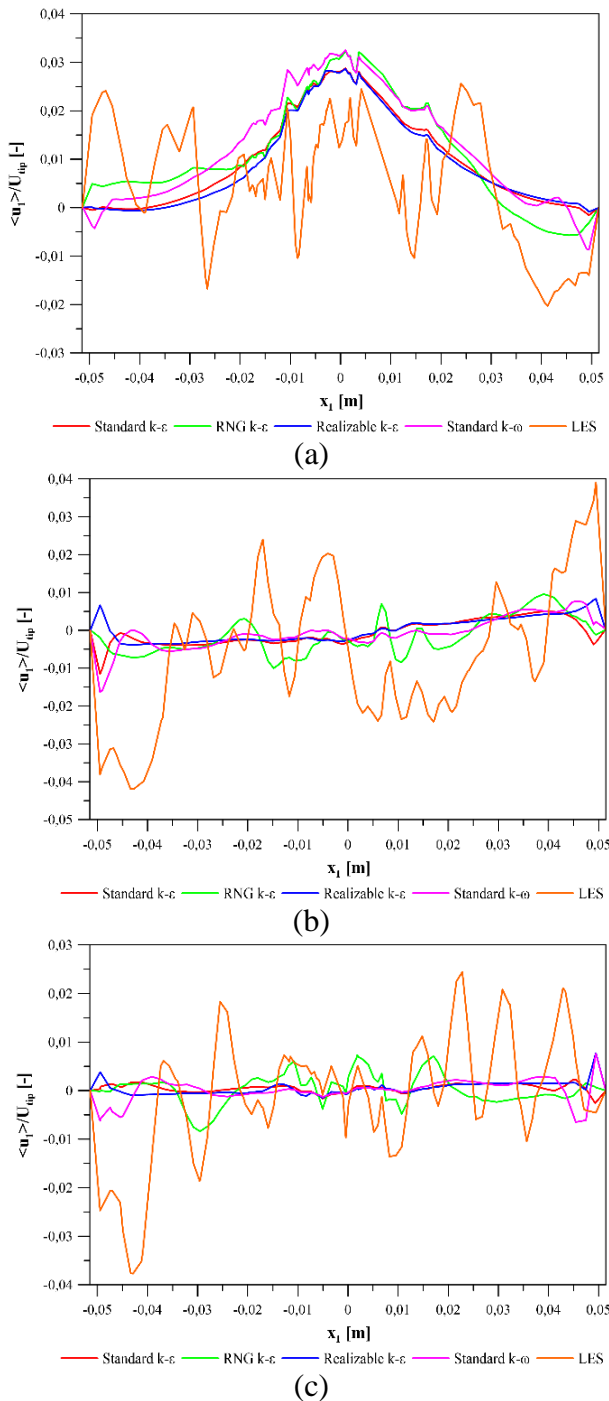 0,04
0,03
0,02
0,01
0
-0,01
-0,02
-0,03
<u₁>/U_tip [-]
-0,05 -0,04 -0,03 -0,02 -0,01 0 0,01 0,02 0,03 0,04 0,05
x₁ [m]
Standard k-ε RNG k-ε Realizable k-ε Standard k-ω LES
(a)
0,04
0,03
0,02
0,01
0
-0,01
-0,02
-0,03
-0,04
-0,05
<u₁>/U_tip [-]
-0,05 -0,04 -0,03 -0,02 -0,01 0 0,01 0,02 0,03 0,04 0,05
x₁ [m]
Standard k-ε RNG k-ε Realizable k-ε Standard k-ω LES
(b)
0,03
0,02
0,01
0
-0,01
-0,02
-0,03
-0,04
<u₁>/U_tip [-]
-0,05 -0,04 -0,03 -0,02 -0,01 0 0,01 0,02 0,03 0,04 0,05
x₁ [m]
Standard k-ε RNG k-ε Realizable k-ε Standard k-ω LES
(c)